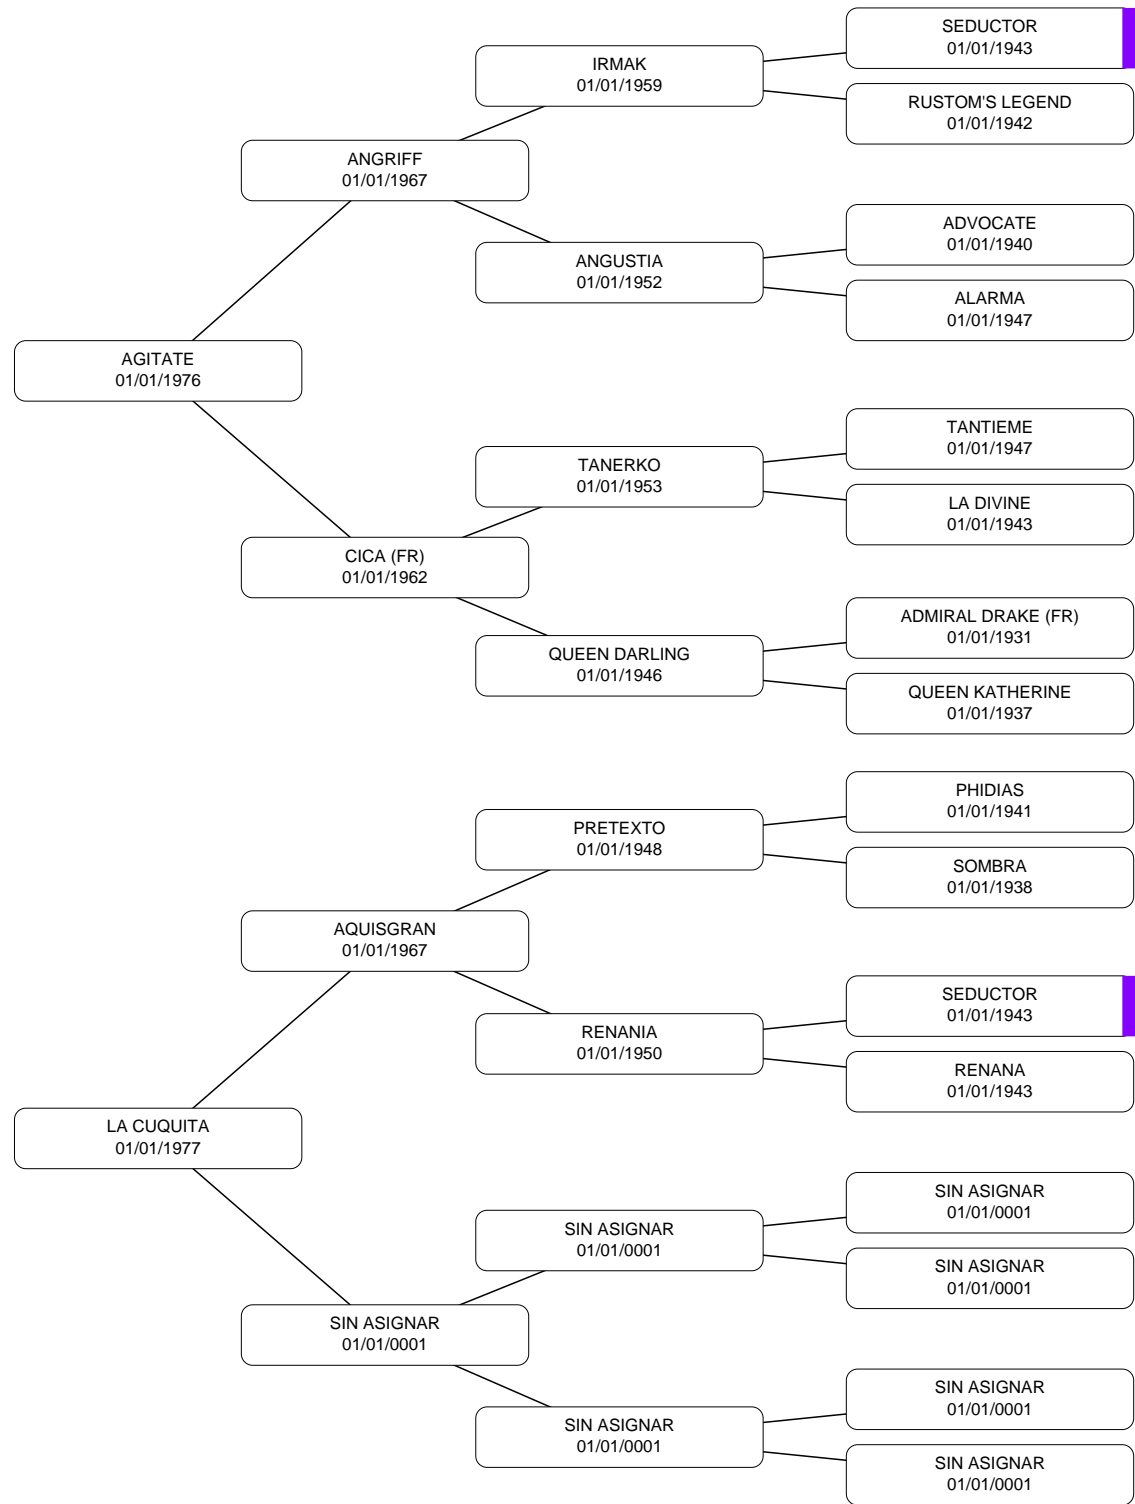 SEDUCTOR
01/01/1943
IRMAK
01/01/1959
RUSTOM'S LEGEND
01/01/1942
ANGRIFF
01/01/1967
ADVOCATE
01/01/1940
ANGUSTIA
01/01/1952
ALARMA
01/01/1947
AGITATE
01/01/1976
TANTIEME
01/01/1947
TANERKO
01/01/1953
LA DIVINE
01/01/1943
CICA (FR)
01/01/1962
ADMIRAL DRAKE (FR)
01/01/1931
QUEEN DARLING
01/01/1946
QUEEN KATHERINE
01/01/1937
PHIDIAS
01/01/1941
PRETEXTO
01/01/1948
SOMBRA
01/01/1938
AQUISGRAN
01/01/1967
SEDUCTOR
01/01/1943
RENANIA
01/01/1950
RENANA
01/01/1943
LA CUQUITA
01/01/1977
SIN ASIGNAR
01/01/0001
SIN ASIGNAR
01/01/0001
SIN ASIGNAR
01/01/0001
SIN ASIGNAR
01/01/0001
SIN ASIGNAR
01/01/0001
SIN ASIGNAR
01/01/0001
SIN ASIGNAR
01/01/0001